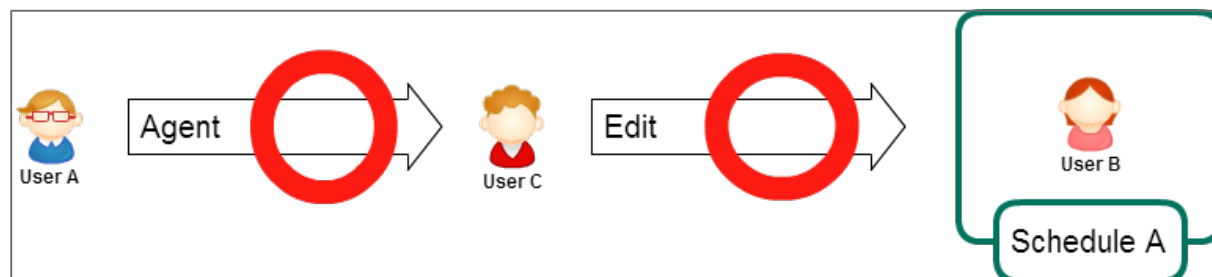 Agent
Edit
User A
User C
User B
Schedule A